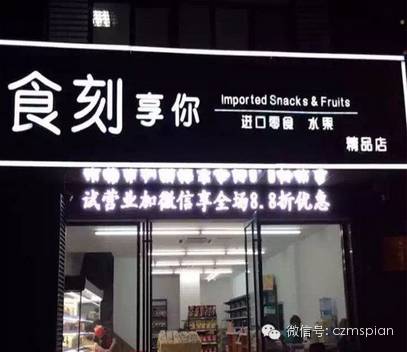 食刻享你
Imported Snacks & Fruits
进口零食 水果
精品店
试营业加微信享全场8.8折优惠
微信号: czmspian